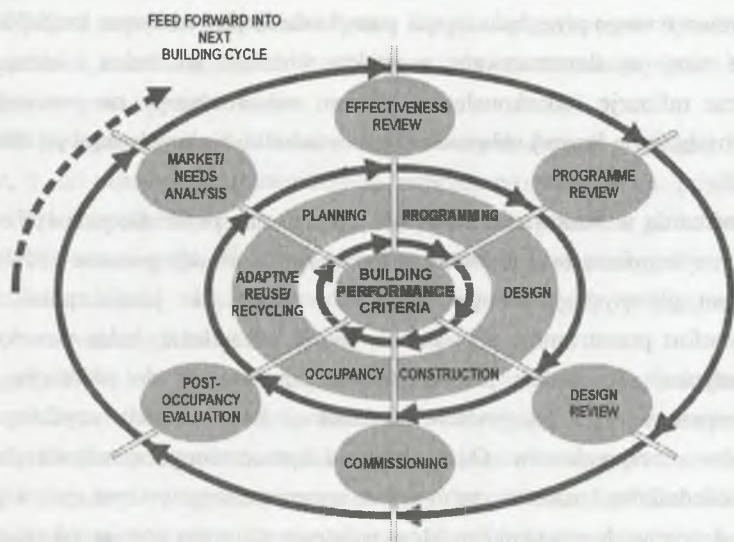 FEED FORWARD INTO
NEXT
BUILDING CYCLE
EFFECTIVENESS
REVIEW
MARKET/
NEEDS
ANALYSIS
PROGRAMME
REVIEW
PLANNING
PROGRAMMING
ADAPTIVE
REUSE/
RECYCLING
BUILDING
PERFORMANCE
CRITERIA
DESIGN
OCCUPANCY
CONSTRUCTION
POST-
OCCUPANCY
EVALUATION
DESIGN
REVIEW
COMMISSIONING